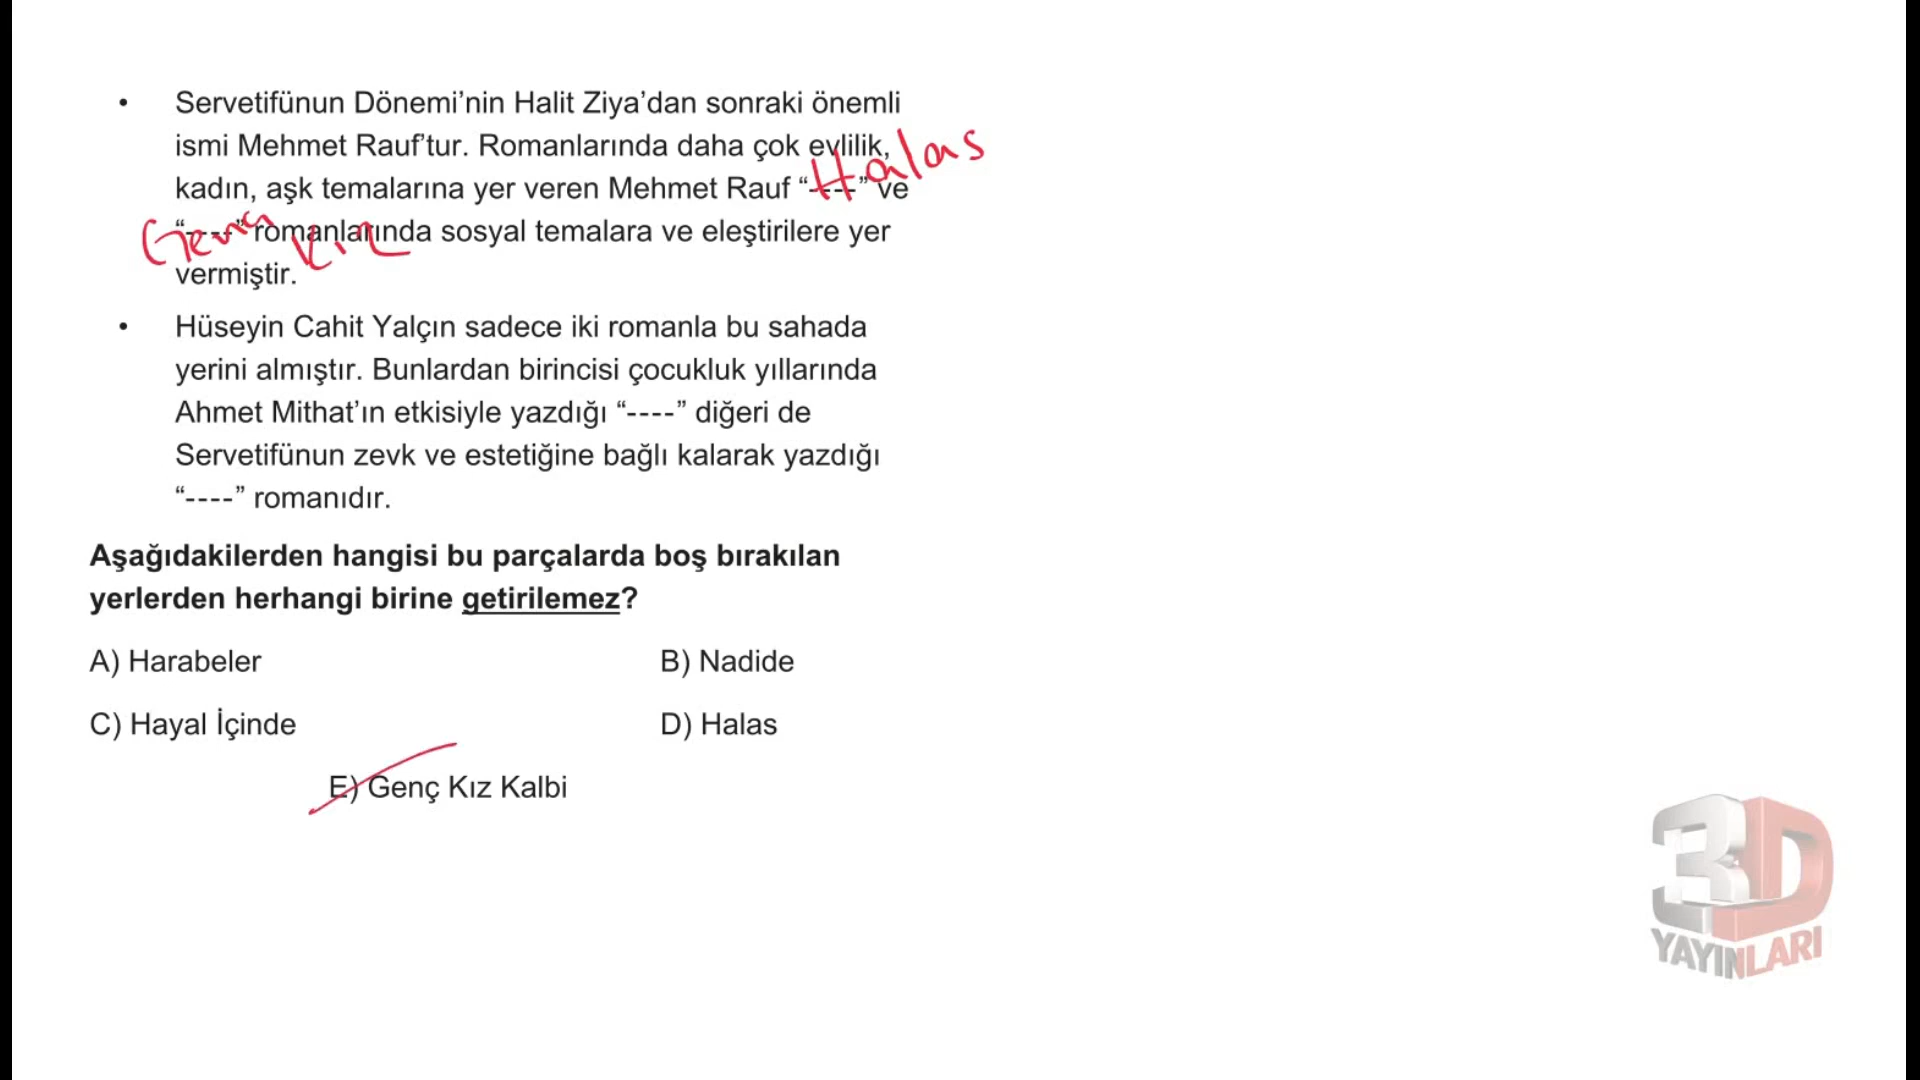 • Servetifünun Dönemi’nin Halit Ziya’dan sonraki önemli
ismi Mehmet Rauf’tur. Romanlarında daha çok evlilik,
Halas
kadın, aşk temalarına yer veren Mehmet Rauf “----” ve
Genç Kız
“----” romanlarında sosyal temalara ve eleştirilere yer
vermiştir.
• Hüseyin Cahit Yalçın sadece iki romanla bu sahada
yerini almıştır. Bunlardan birincisi çocukluk yıllarında
Ahmet Mithat’ın etkisiyle yazdığı “----” diğeri de
Servetifünun zevk ve estetiğine bağlı kalarak yazdığı
“----” romanıdır.
Aşağıdakilerden hangisi bu parçalarda boş bırakılan
yerlerden herhangi birine getirilemez?
A) Harabeler
B) Nadide
C) Hayal İçinde
D) Halas
E) Genç Kız Kalbi
3D
YAYINLARI